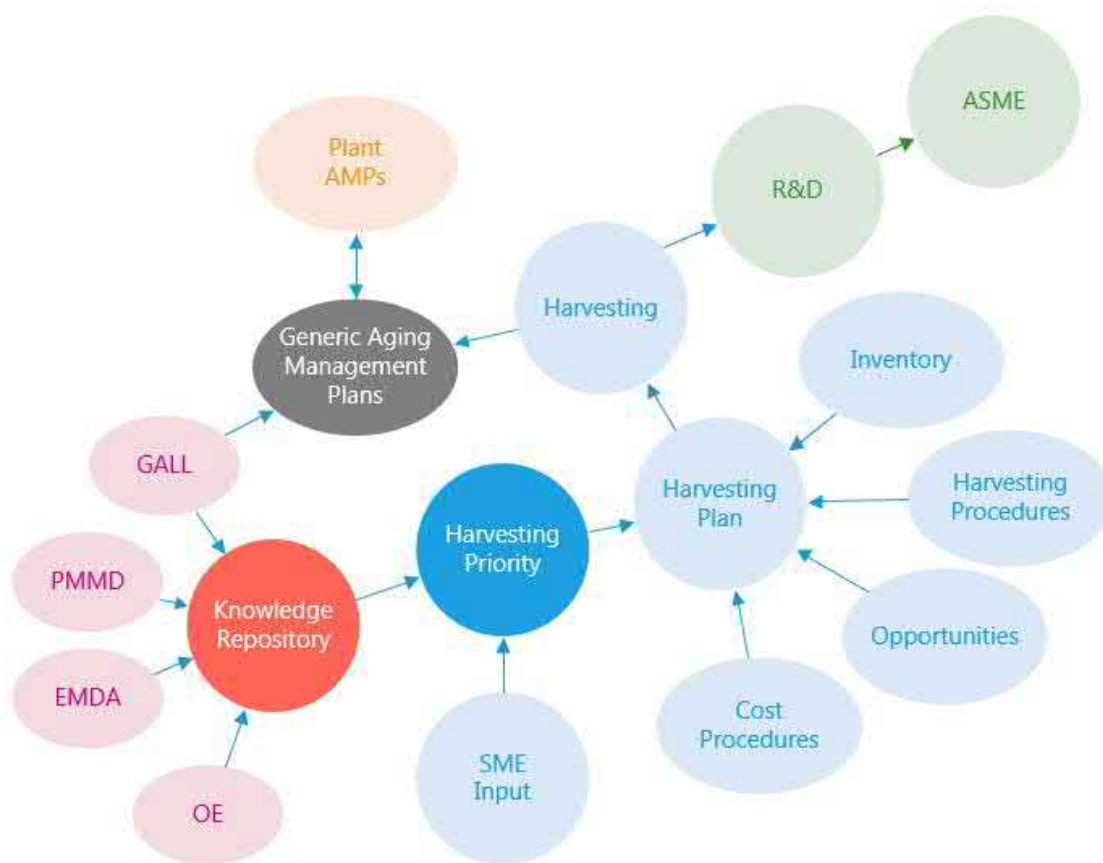 ASME
Plant
AMPs
R&D
Harvesting
Generic Aging
Management
Plans
Inventory
GALL
Harvesting
Plan
Harvesting
Procedures
Harvesting
Priority
PMMD
Knowledge
Repository
Opportunities
EMDA
Cost
Procedures
SME
Input
OE